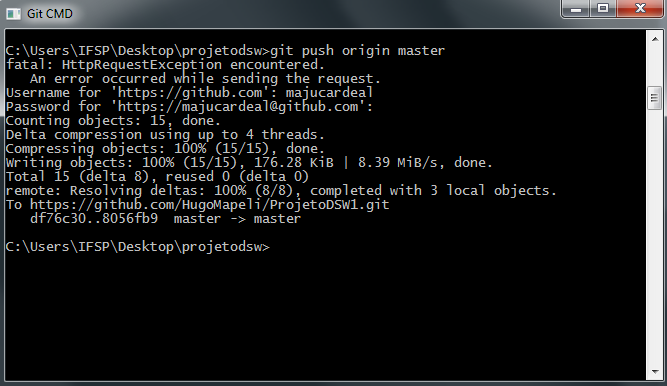 Git CMD
C:\Users\IFSP\Desktop\projetodsw>git push origin master
fatal: HttpRequestException encountered.
   An error occurred while sending the request.
Username for 'https://github.com': majucardeal
Password for 'https://majucardeal@github.com':
Counting objects: 15, done.
Delta compression using up to 4 threads.
Compressing objects: 100% (15/15), done.
Writing objects: 100% (15/15), 176.28 KiB | 8.39 MiB/s, done.
Total 15 (delta 8), reused 0 (delta 0)
remote: Resolving deltas: 100% (8/8), completed with 3 local objects.
To https://github.com/HugoMapeli/ProjetoDSW1.git
   df76c30..8056fb9  master -> master
C:\Users\IFSP\Desktop\projetodsw>